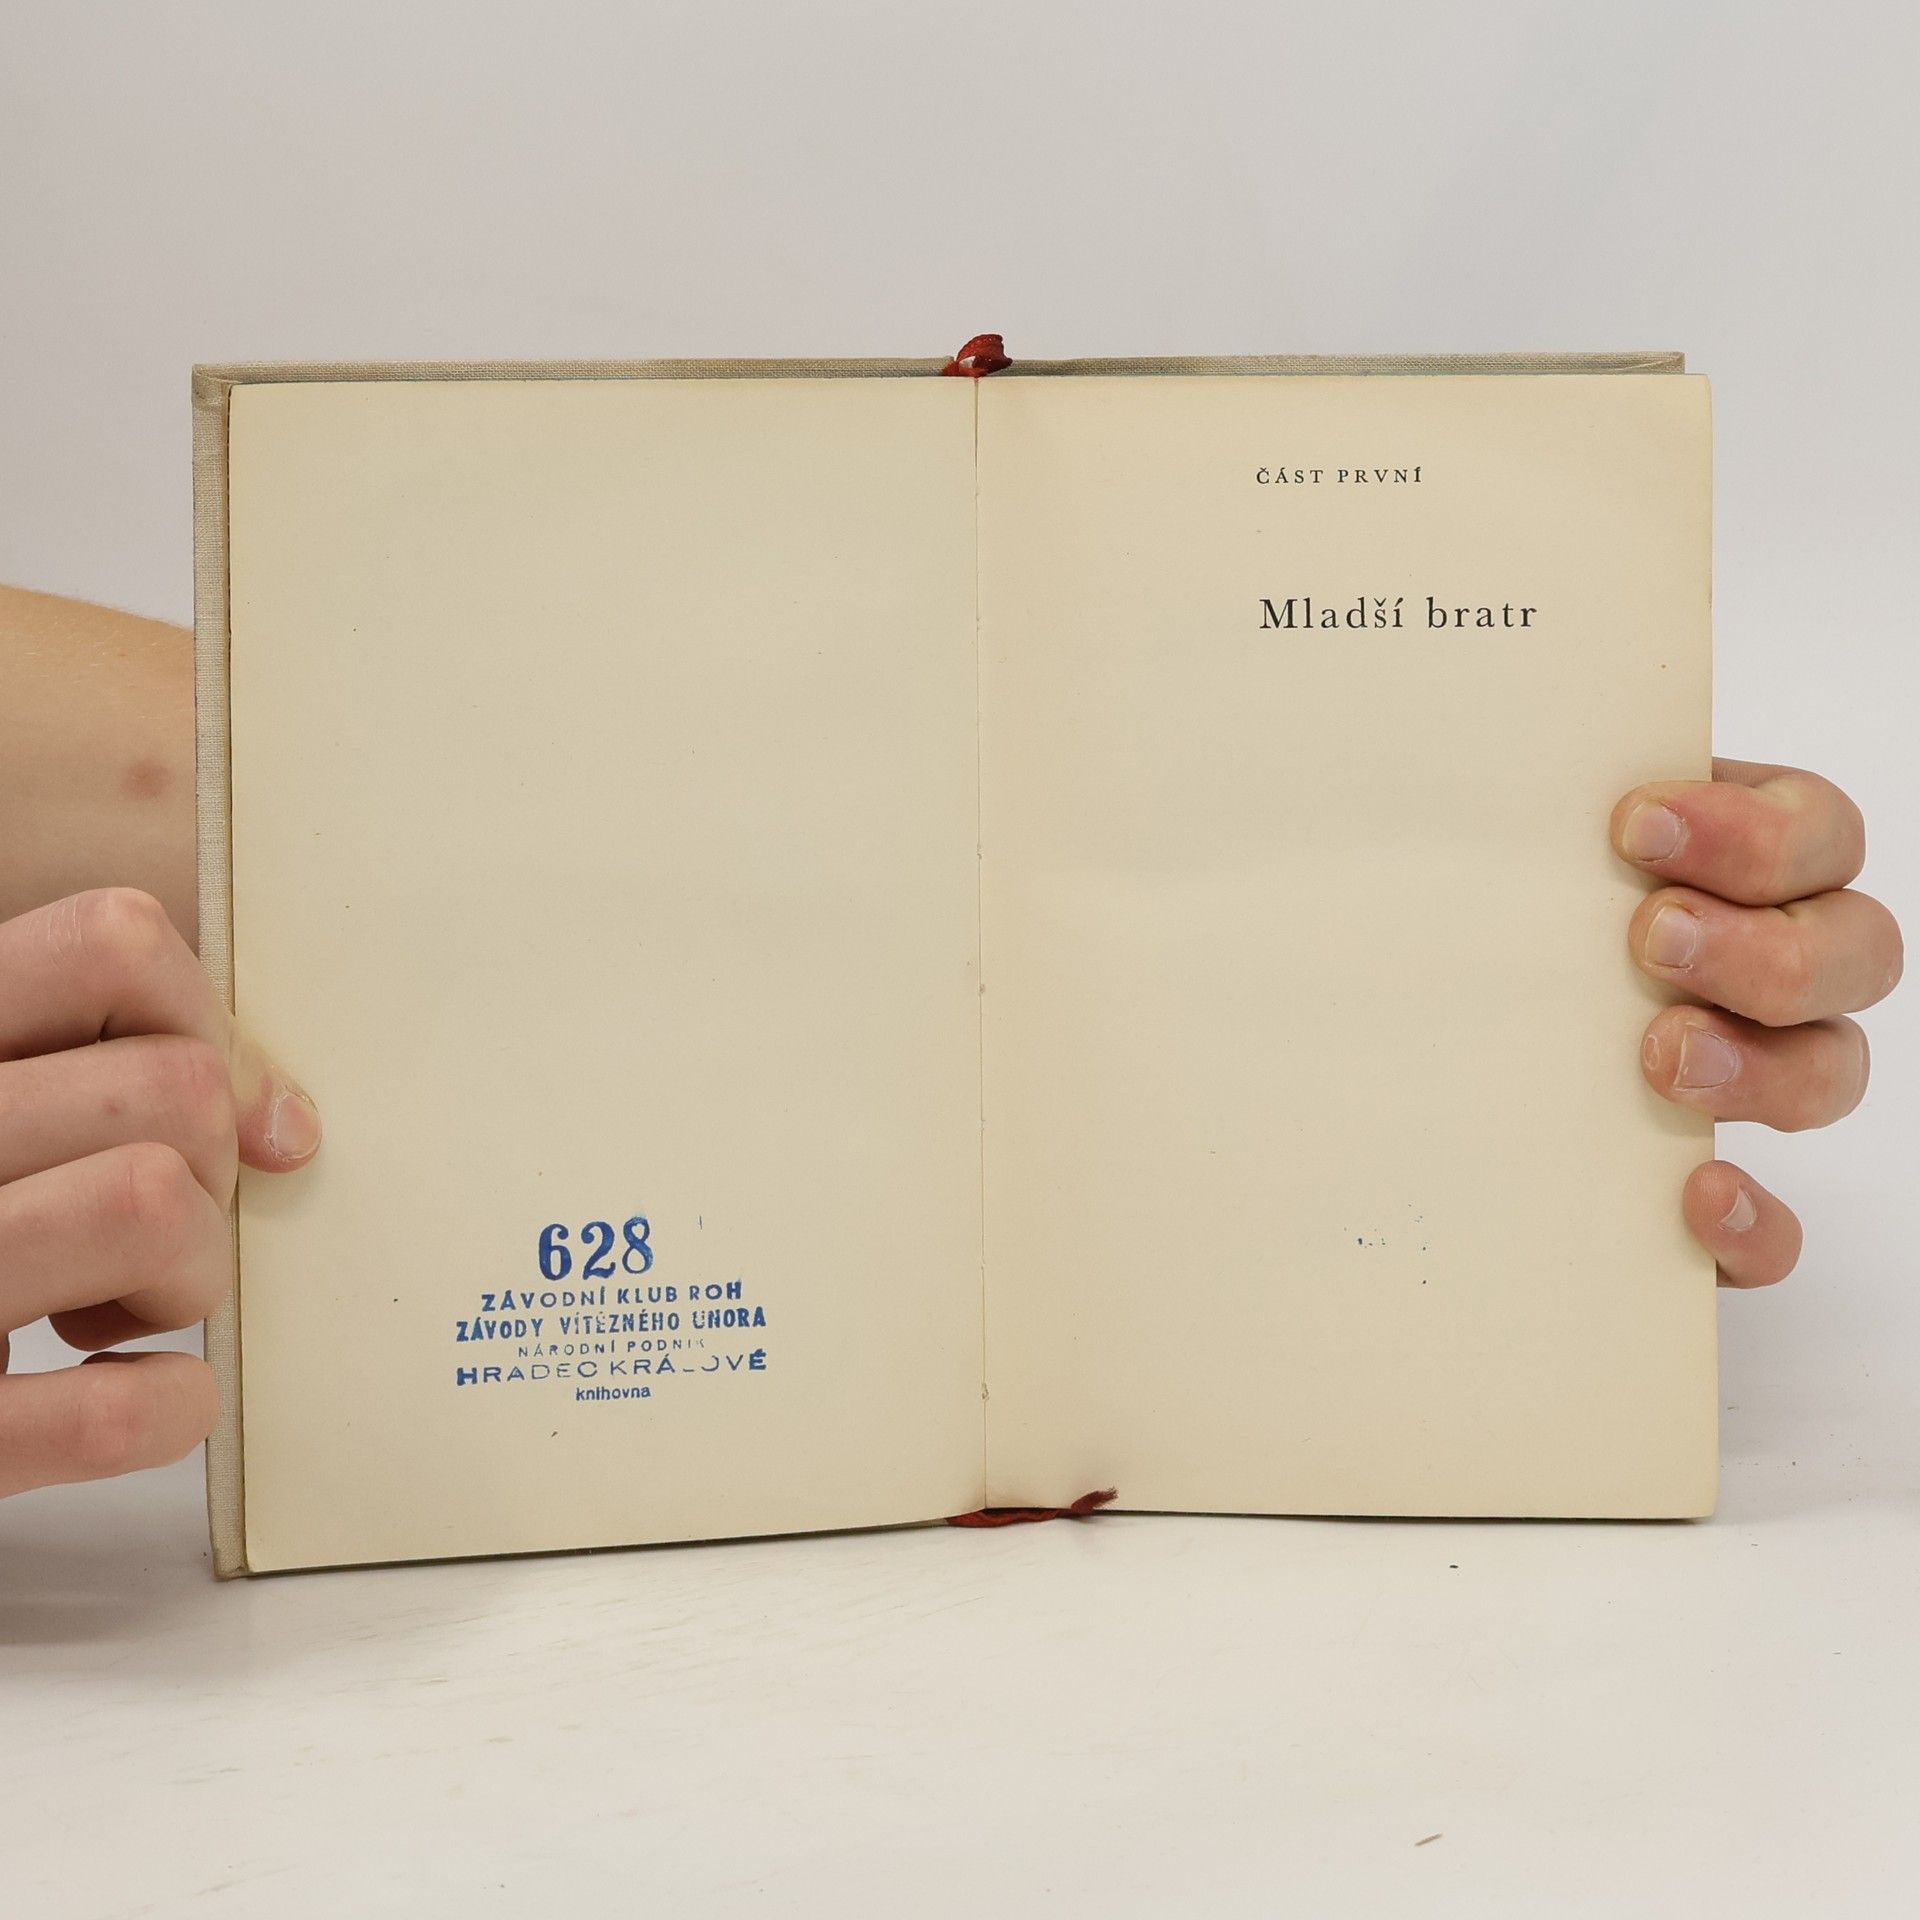 628
ZÁVODNÍ KLUB ROH
ZÁVODY VÍTĚZNÉHO ÚNORA
NÁRODNÍ PODNIK
HRADEC KRÁLOVÉ
knihovna
ČÁST PRVNÍ
Mladší bratr